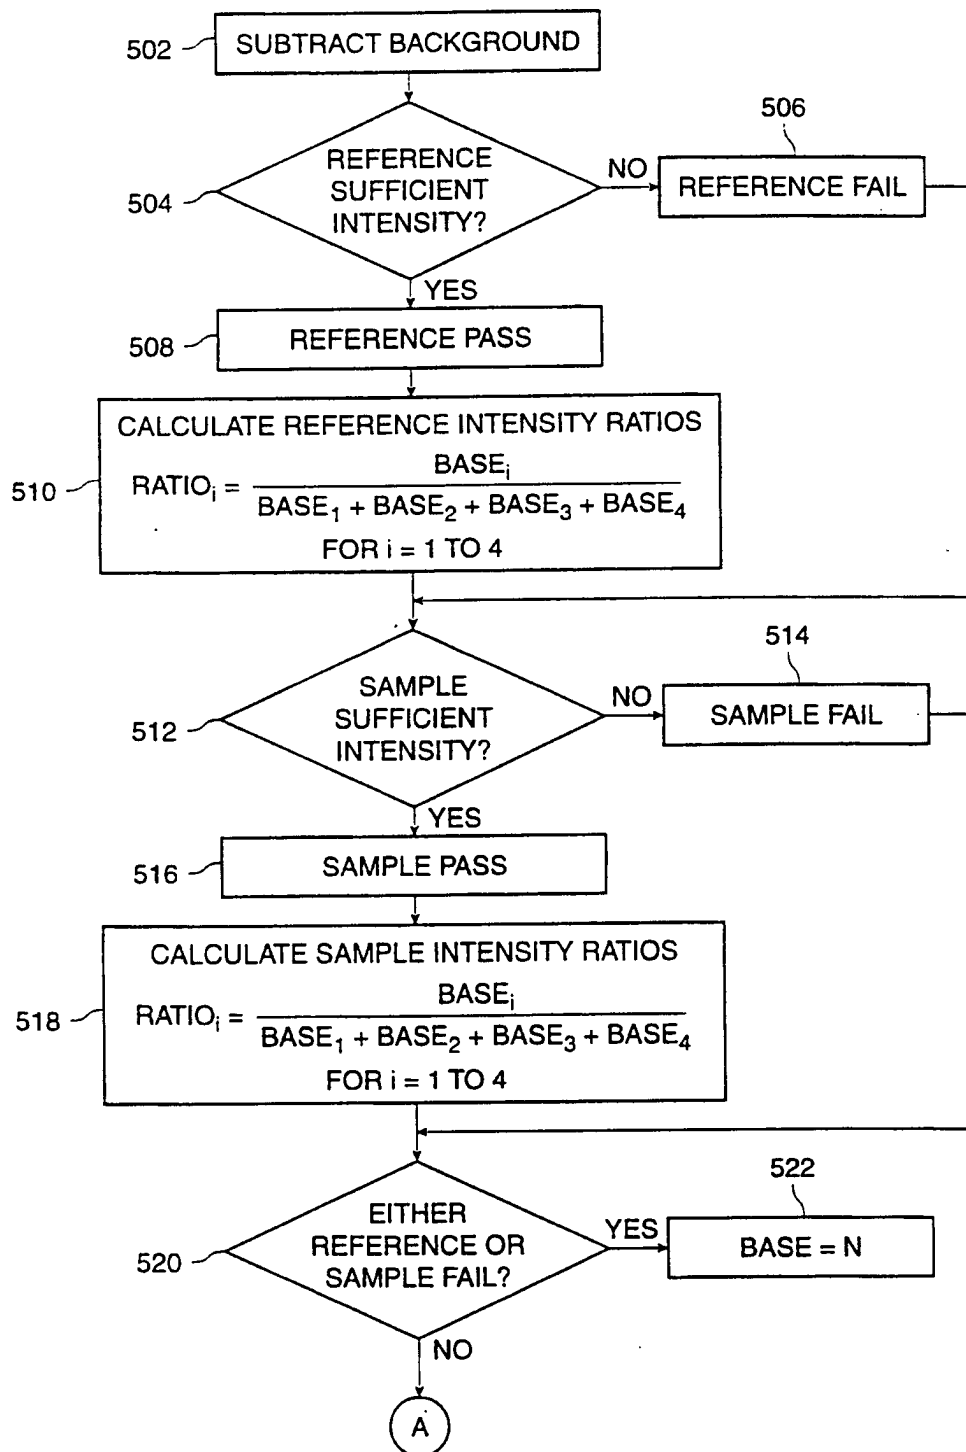 502
SUBTRACT BACKGROUND
506
504
REFERENCE
SUFFICIENT
INTENSITY?
NO
REFERENCE FAIL
YES
508
REFERENCE PASS
510
CALCULATE REFERENCE INTENSITY RATIOS
RATIOi = BASEi
BASE1 + BASE2 + BASE3 + BASE4
FOR i = 1 TO 4
514
512
SAMPLE
SUFFICIENT
INTENSITY?
NO
SAMPLE FAIL
YES
516
SAMPLE PASS
518
CALCULATE SAMPLE INTENSITY RATIOS
RATIOi = BASEi
BASE1 + BASE2 + BASE3 + BASE4
FOR i = 1 TO 4
522
520
EITHER
REFERENCE OR
SAMPLE FAIL?
YES
BASE = N
NO
A